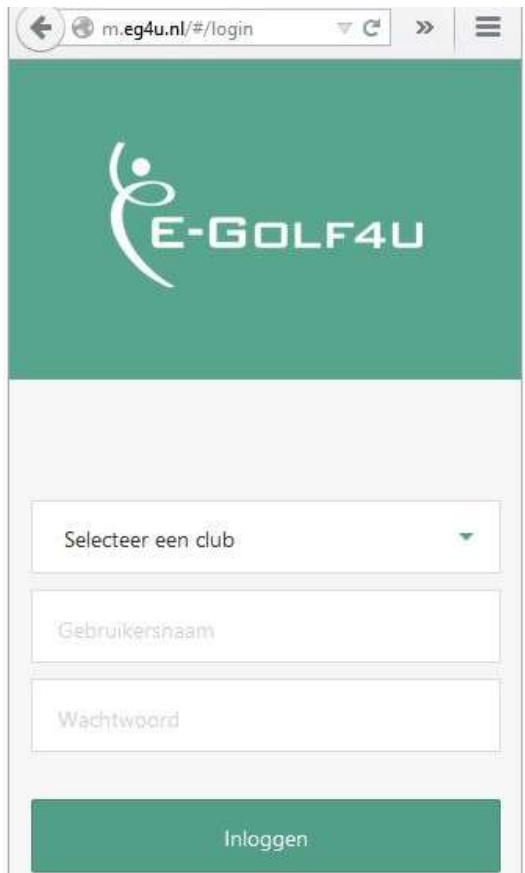 m.eg4u.nl/#/login
E-GOLF4U
Selecteer een club
Gebruikersnaam
Wachtwoord
Inloggen